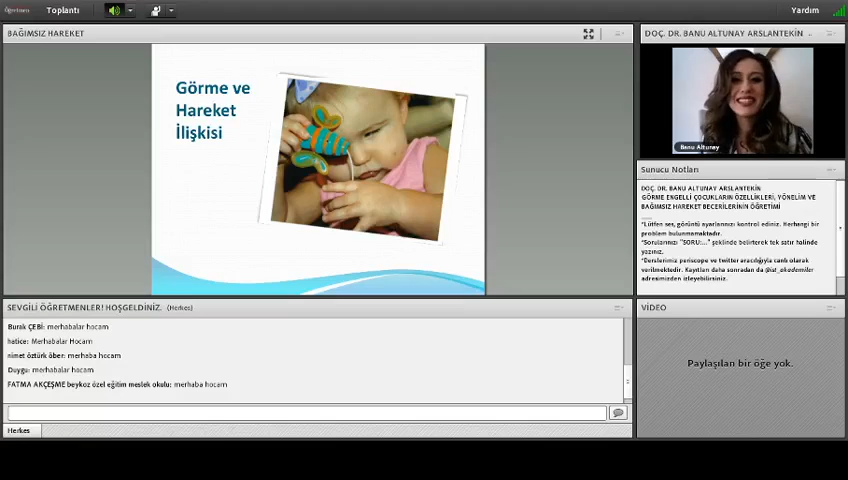 Öğretmen Toplantı Yardım
BAĞIMSIZ HAREKET
Görme ve
Hareket
İlişkisi
DOÇ. DR. BANU ALTUNAY ARSLANTEKİN ..
Banu Altunay
Sunucu Notları
DOÇ. DR. BANU ALTUNAY ARSLANTEKİN
GÖRME ENGELLİ ÇOCUKLARIN ÖZELLİKLERİ, YÖNELİM VE
BAĞIMSIZ HAREKET BECERİLERİNİN ÖĞRETİMİ
*Lütfen ses, görüntü ayarlarınızı kontrol ediniz. Herhangi bir
problem bulunmamaktadır.
*Sorularınızı "SORU:..." şeklinde belirterek tek satır halinde
yazınız.
*Derslerimiz periscope ve twitter aracılığıyla canlı olarak
verilmektedir. Kayıtları daha sonradan da @ist_akademiler
adresimizden izleyebilirsiniz.
SEVGİLİ ÖĞRETMENLER! HOŞGELDİNİZ. (Herkes)
Burak ÇEBİ: merhabalar hocam
hatice: Merhabalar Hocam
nimet öztürk öber: merhaba hocam
Duygu: merhabalar hocam
FATMA AKÇEŞME beykoz özel eğitim meslek okulu: merhaba hocam
Herkes
VİDEO
Paylaşılan bir öğe yok.